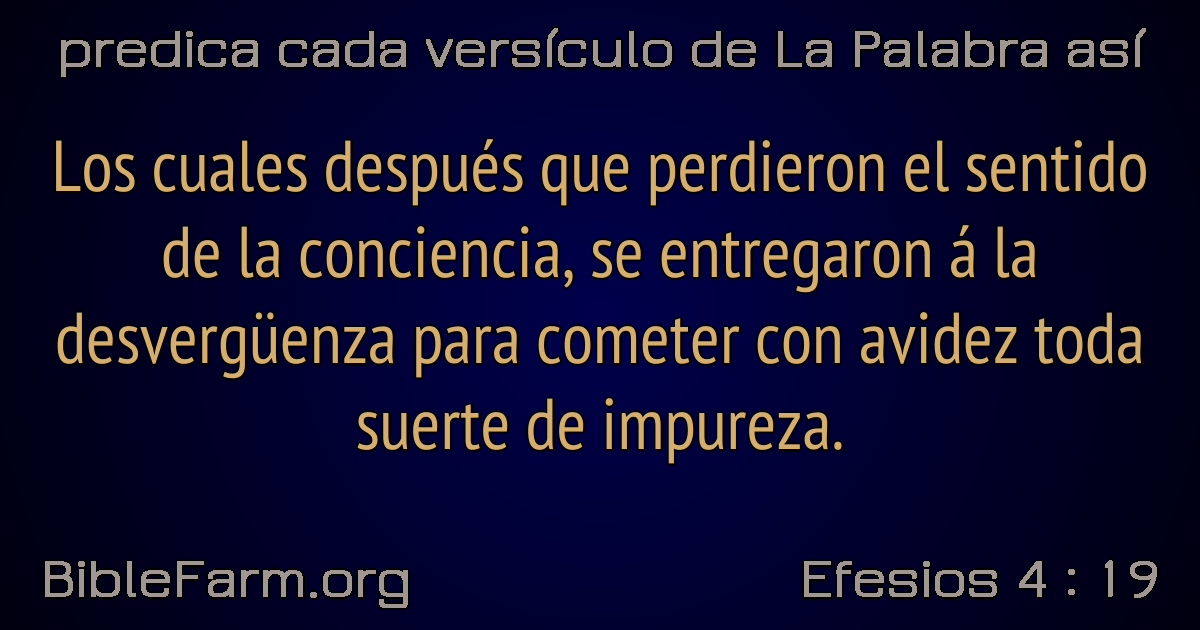 predica cada versículo de La Palabra así
Los cuales después que perdieron el sentido
de la conciencia, se entregaron á la
desvergüenza para cometer con avidez toda
suerte de impureza.
BibleFarm.org
Efesios 4 : 19